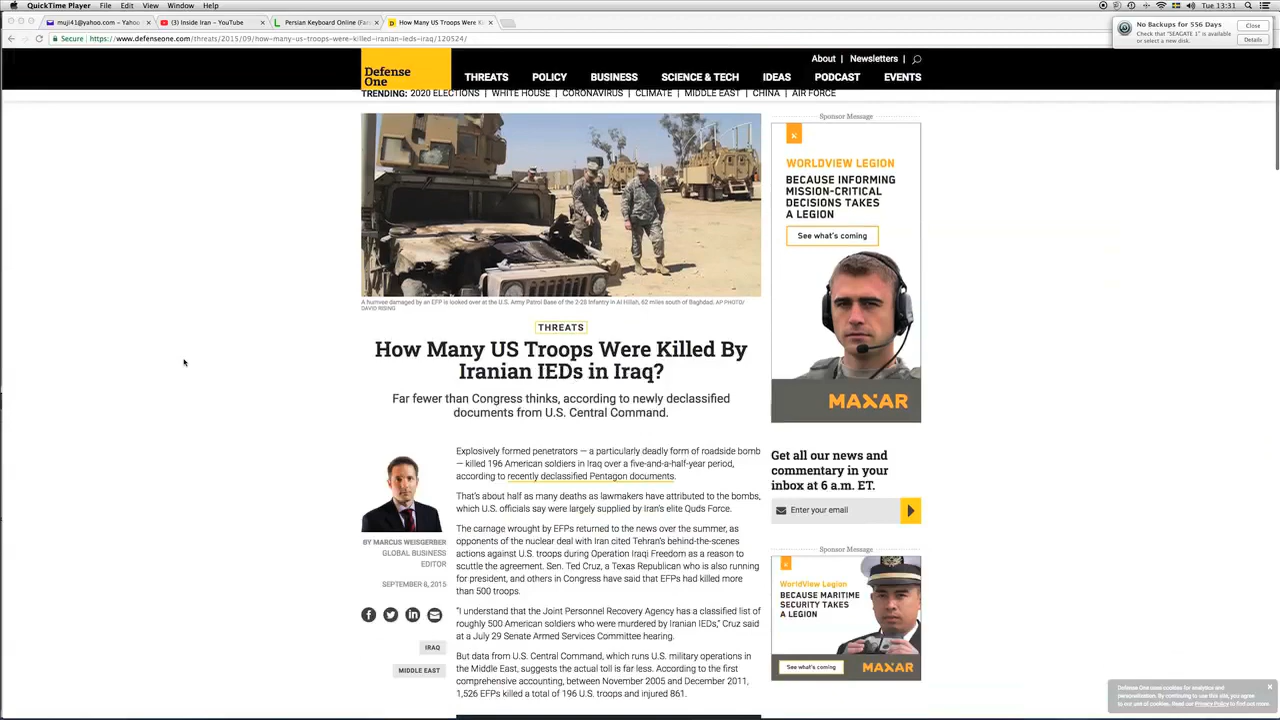 QuickTime Player File Edit View Window Help
Tue 13:31
muji41@yahoo.com – Yahoo
(3) Inside Iran – YouTube
Persian Keyboard Online
How Many US Troops Were Ki
Secure https://www.defenseone.com/threats/2015/09/how-many-us-troops-were-killed-iranian-ieds-iraq/120524/
No Backups for 556 Days
Check that "SEAGATE 1" is available
or select a new disk.
Close
Details
About | Newsletters |
Defense
One
THREATS POLICY BUSINESS SCIENCE & TECH IDEAS PODCAST EVENTS
TRENDING: 2020 ELECTIONS | WHITE HOUSE | CORONAVIRUS | CLIMATE | MIDDLE EAST | CHINA | AIR FORCE
A humvee damaged by an EFP is looked over at the U.S. Army Patrol Base of the 2-28 Infantry in Al Hillah, 62 miles south of Baghdad. AP PHOTO/
DAVID RISING
THREATS
How Many US Troops Were Killed By
Iranian IEDs in Iraq?
Far fewer than Congress thinks, according to newly declassified
documents from U.S. Central Command.
BY MARCUS WEISGERBER
GLOBAL BUSINESS
EDITOR
SEPTEMBER 8, 2015
IRAQ
MIDDLE EAST
Explosively formed penetrators — a particularly deadly form of roadside bomb
— killed 196 American soldiers in Iraq over a five-and-a-half-year period,
according to recently declassified Pentagon documents.
That's about half as many deaths as lawmakers have attributed to the bombs,
which U.S. officials say were largely supplied by Iran's elite Quds Force.
The carnage wrought by EFPs returned to the news over the summer, as
opponents of the nuclear deal with Iran cited Tehran's behind-the-scenes
actions against U.S. troops during Operation Iraqi Freedom as a reason to
scuttle the agreement. Sen. Ted Cruz, a Texas Republican who is also running
for president, and others in Congress have said that EFPs had killed more
than 500 troops.
"I understand that the Joint Personnel Recovery Agency has a classified list of
roughly 500 American soldiers who were murdered by Iranian IEDs," Cruz said
at a July 29 Senate Armed Services Committee hearing.
But data from U.S. Central Command, which runs U.S. military operations in
the Middle East, suggests the actual toll is far less. According to the first
comprehensive accounting, between November 2005 and December 2011,
1,526 EFPs killed a total of 196 U.S. troops and injured 861.
Sponsor Message
WORLDVIEW LEGION
BECAUSE INFORMING
MISSION-CRITICAL
DECISIONS TAKES
A LEGION
See what's coming
MAXAR
Get all our news and
commentary in your
inbox at 6 a.m. ET.
Enter your email
Sponsor Message
WorldView Legion
BECAUSE MARITIME
SECURITY TAKES
A LEGION
See what's coming
MAXAR
Defense One uses cookies for analytics and
personalization. By continuing to use this site, you agree
to our use of cookies. Read our Privacy Policy to find out more.